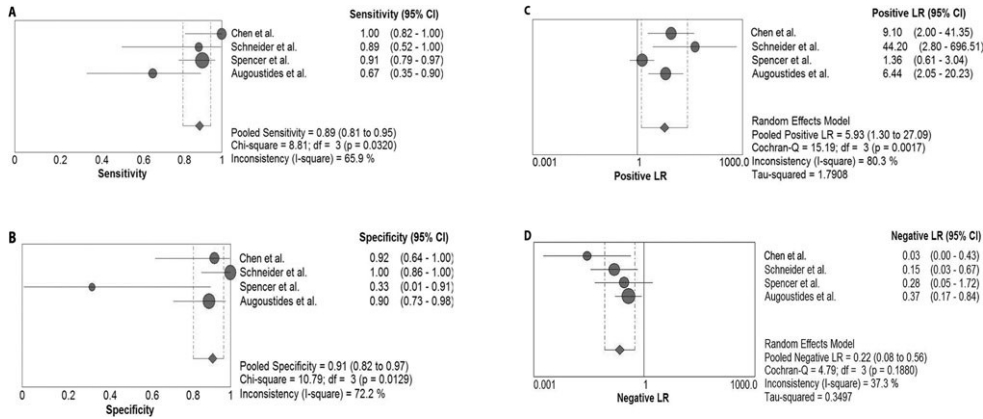 A
Sensitivity (95% CI)
Chen et al. 1.00 (0.82 - 1.00)
Schneider et al. 0.89 (0.52 - 1.00)
Spencer et al. 0.91 (0.79 - 0.97)
Augoustides et al. 0.67 (0.35 - 0.90)
Pooled Sensitivity = 0.89 (0.81 to 0.95)
Chi-square = 8.81; df = 3 (p = 0.0320)
Inconsistency (I-square) = 65.9 %
0 0.2 0.4 0.6 0.8 1
Sensitivity
B
Specificity (95% CI)
Chen et al. 0.92 (0.64 - 1.00)
Schneider et al. 1.00 (0.86 - 1.00)
Spencer et al. 0.33 (0.01 - 0.91)
Augoustides et al. 0.90 (0.73 - 0.98)
Pooled Specificity = 0.91 (0.82 to 0.97)
Chi-square = 10.79; df = 3 (p = 0.0129)
Inconsistency (I-square) = 72.2 %
0 0.2 0.4 0.6 0.8 1
Specificity
C
Positive LR (95% CI)
Chen et al. 9.10 (2.00 - 41.35)
Schneider et al. 44.20 (2.80 - 696.51)
Spencer et al. 1.36 (0.61 - 3.04)
Augoustides et al. 6.44 (2.05 - 20.23)
Random Effects Model
Pooled Positive LR = 5.93 (1.30 to 27.09)
Cochran-Q = 15.19; df = 3 (p = 0.0017)
Inconsistency (I-square) = 80.3 %
Tau-squared = 1.7908
0.001 1 1000.0
Positive LR
D
Negative LR (95% CI)
Chen et al. 0.03 (0.00 - 0.43)
Schneider et al. 0.15 (0.03 - 0.67)
Spencer et al. 0.28 (0.05 - 1.72)
Augoustides et al. 0.37 (0.17 - 0.84)
Random Effects Model
Pooled Negative LR = 0.22 (0.08 to 0.56)
Cochran-Q = 4.79; df = 3 (p = 0.1880)
Inconsistency (I-square) = 37.3 %
Tau-squared = 0.3497
0.001 1 1000.0
Negative LR